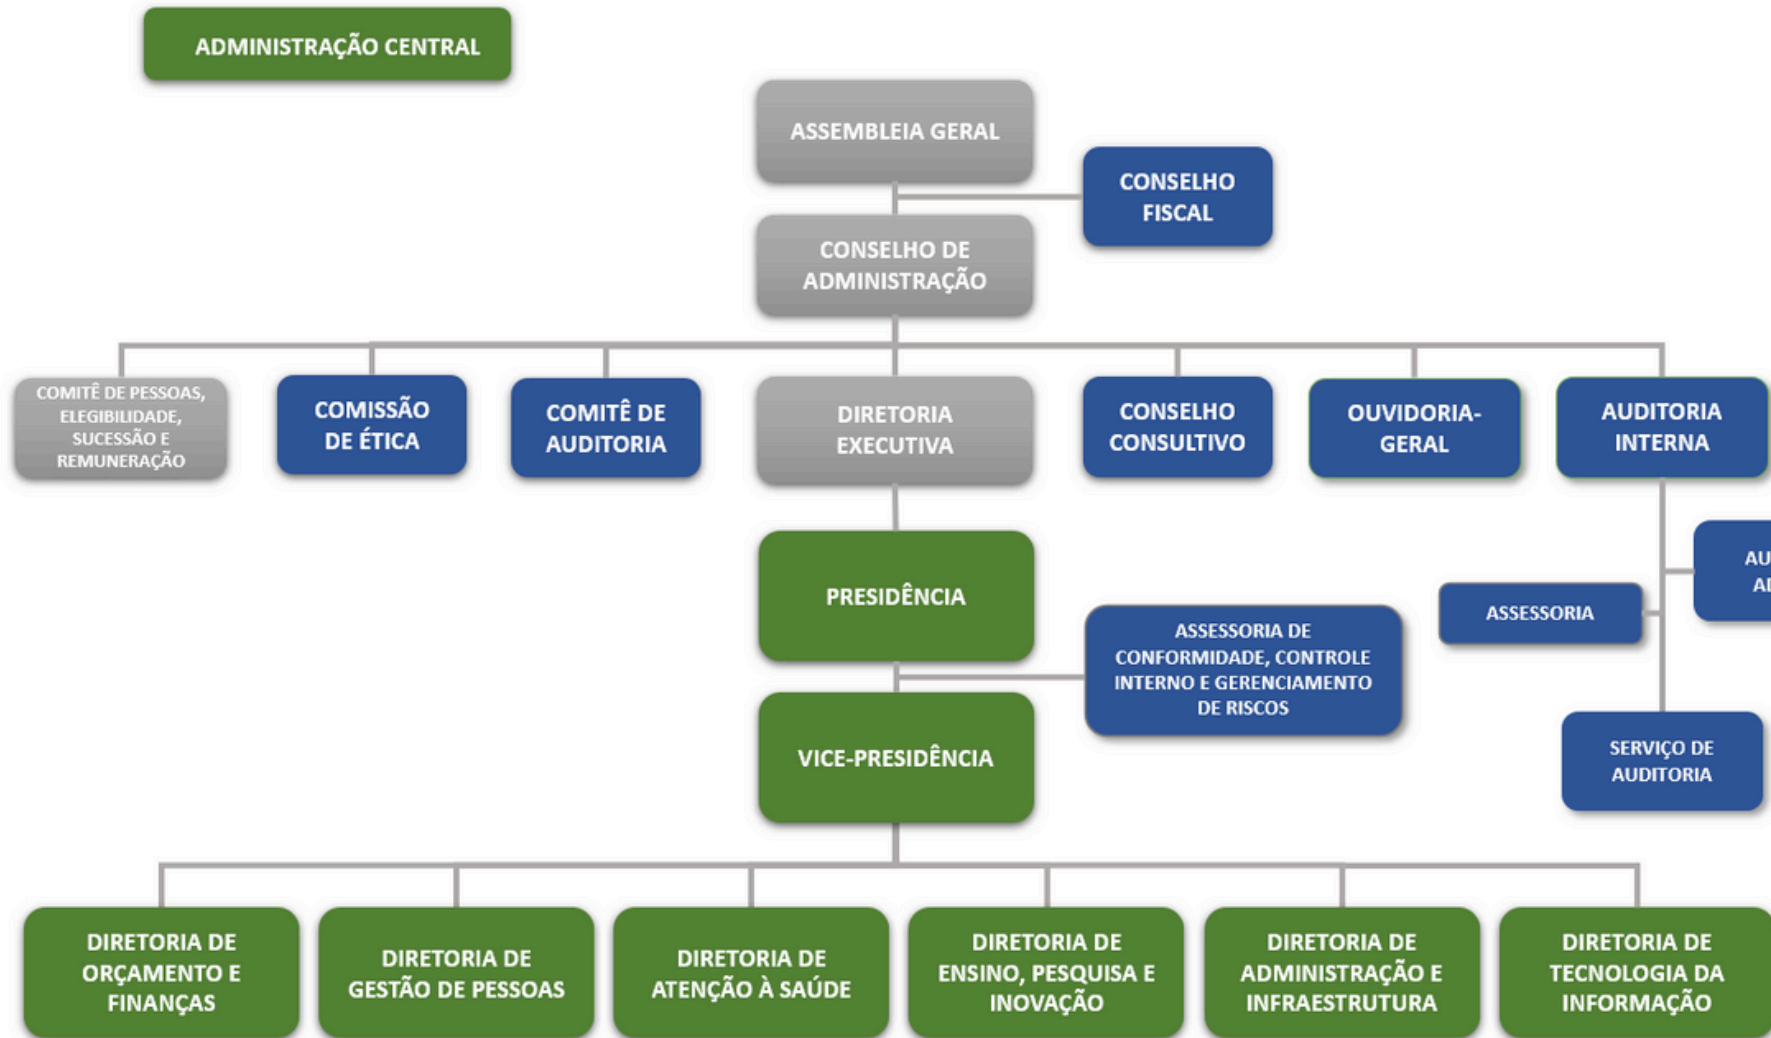 ADMINISTRAÇÃO CENTRAL
ASSEMBLEIA GERAL
CONSELHO
FISCAL
CONSELHO DE
ADMINISTRAÇÃO
COMITÊ DE PESSOAS,
ELEGIBILIDADE,
SUCESSÃO E
REMUNERAÇÃO
COMISSÃO
DE ÉTICA
COMITÊ DE
AUDITORIA
DIRETORIA
EXECUTIVA
CONSELHO
CONSULTIVO
OUVIDORIA-
GERAL
AUDITORIA
INTERNA
PRESIDÊNCIA
ASSESSORIA DE
CONFORMIDADE, CONTROLE
INTERNO E GERENCIAMENTO
DE RISCOS
ASSESSORIA
VICE-PRESIDÊNCIA
SERVIÇO DE
AUDITORIA
DIRETORIA DE
ORÇAMENTO E
FINANÇAS
DIRETORIA DE
GESTÃO DE PESSOAS
DIRETORIA DE
ATENÇÃO À SAÚDE
DIRETORIA DE
ENSINO, PESQUISA E
INOVAÇÃO
DIRETORIA DE
ADMINISTRAÇÃO E
INFRAESTRUTURA
DIRETORIA DE
TECNOLOGIA DA
INFORMAÇÃO